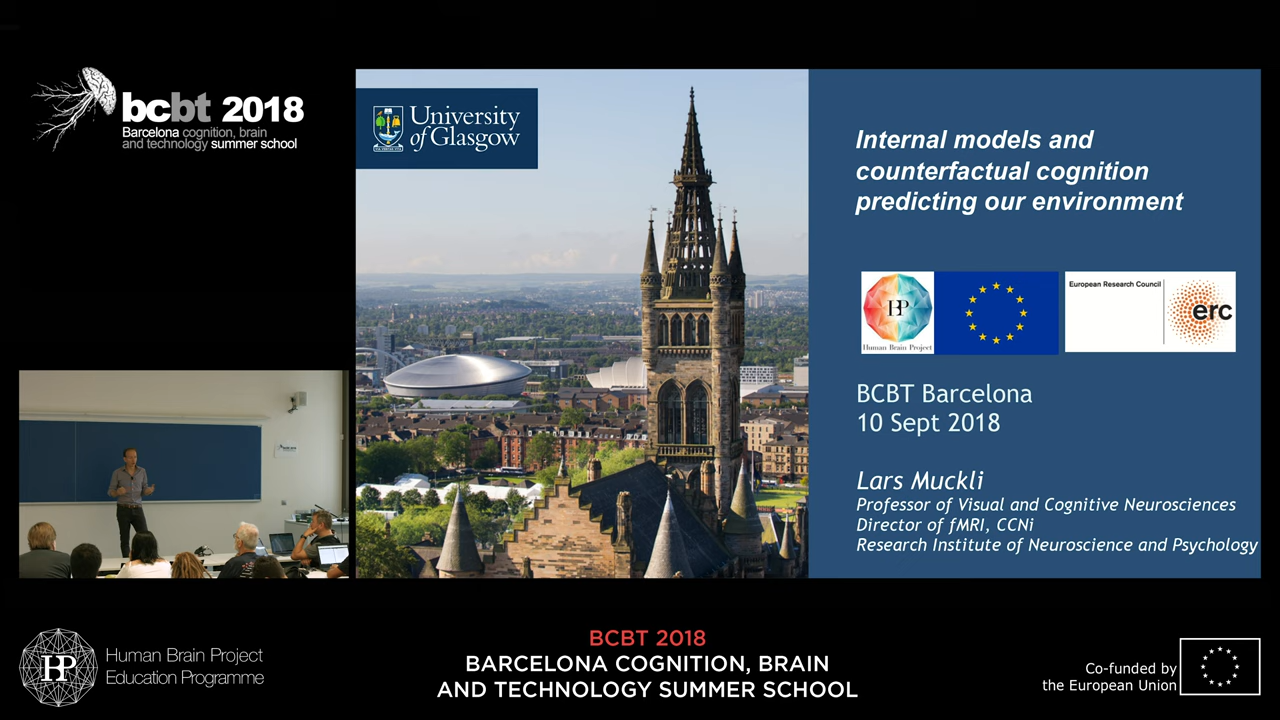 bcbt 2018
Barcelona cognition, brain
and technology summer school
University
of Glasgow
Internal models and
counterfactual cognition
predicting our environment
HP
Human Brain Project
European Research Council
erc
BCBT Barcelona
10 Sept 2018
Lars Muckli
Professor of Visual and Cognitive Neurosciences
Director of fMRI, CCNi
Research Institute of Neuroscience and Psychology
HP
Human Brain Project
Education Programme
BCBT 2018
BARCELONA COGNITION, BRAIN
AND TECHNOLOGY SUMMER SCHOOL
Co-funded by
the European Union